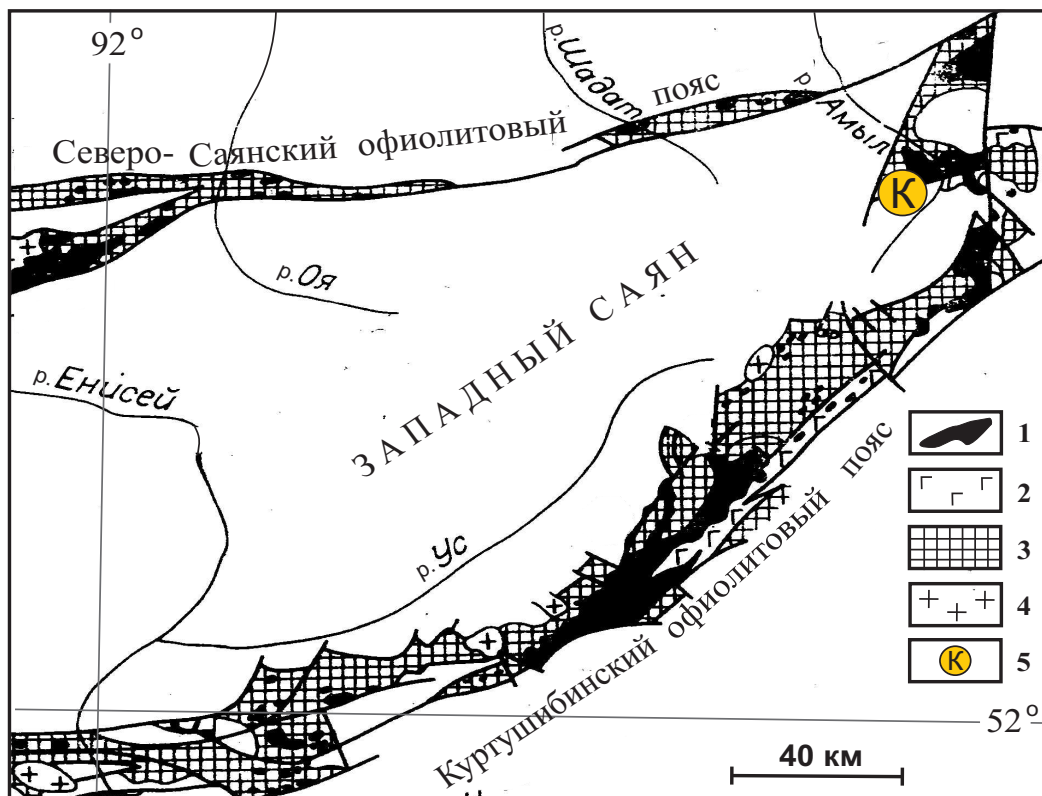 92°
р.Шадат
пояс
р.Амыл
Северо- Саянский офиолитовый
К
р.Оя
ЗАПАДНЫЙ САЯН
р.Енисей
р.Ус
Куртушибинский офиолитовый пояс
1
2
3
4
К 5
52°
40 км